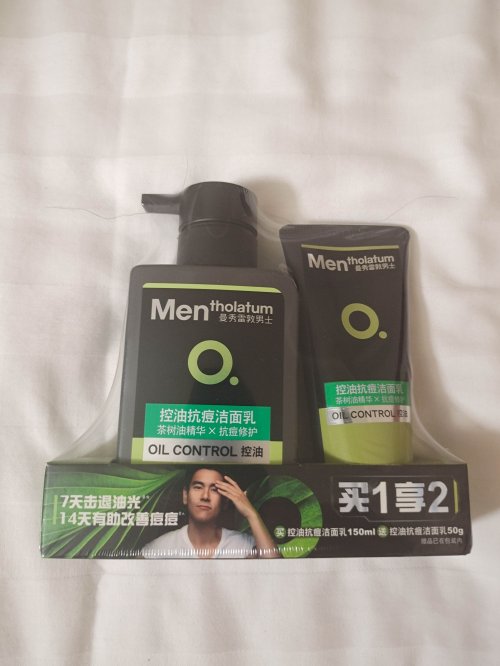 Mentholatum
曼秀雷敦男士
控油抗痘洁面乳
茶树油精华×抗痘修护
OIL CONTROL 控油
Mentholatum
曼秀雷敦男士
控油抗痘洁面乳
茶树油精华×抗痘修护
OIL CONTROL 控油
7天击退油光
14天有助改善痘痘
买1享2
买 控油抗痘洁面乳150ml 送 控油抗痘洁面乳50g
赠品已在包装内